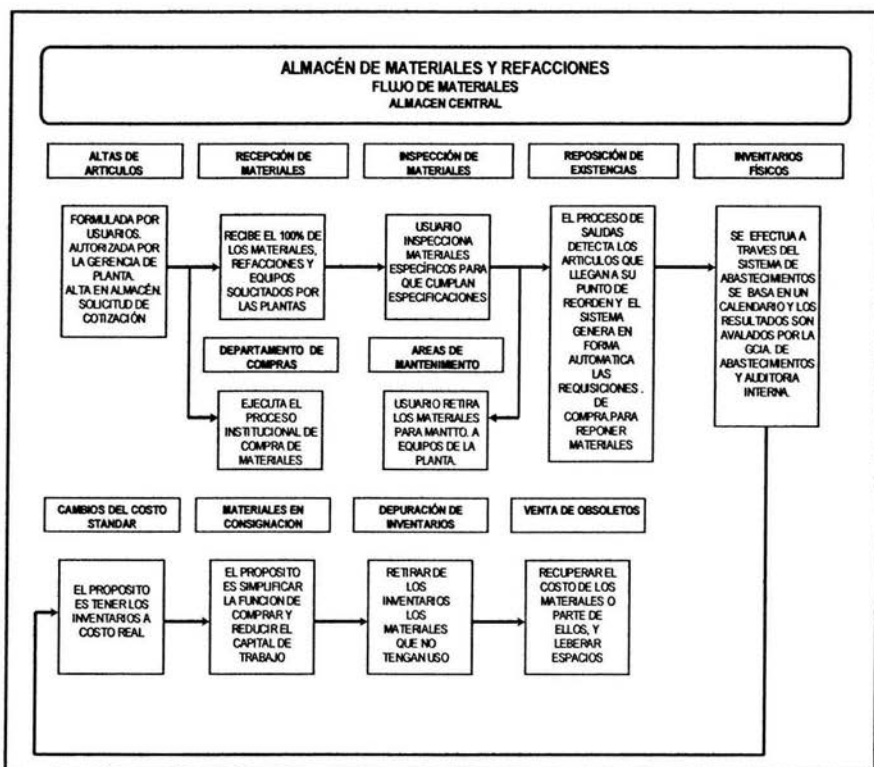 ALMACÉN DE MATERIALES Y REFACCIONES
FLUJO DE MATERIALES
ALMACEN CENTRAL
ALTAS DE
ARTICULOS
RECEPCIÓN DE
MATERIALES
INSPECCIÓN DE
MATERIALES
REPOSICIÓN DE
EXISTENCIAS
INVENTARIOS
FÍSICOS
FORMULADA POR
USUARIOS.
AUTORIZADA POR
LA GERENCIA DE
PLANTA.
ALTA EN ALMACÉN.
SOLICITUD DE
COTIZACIÓN
RECIBE EL 100% DE
LOS MATERIALES,
REFACCIONES Y
EQUIPOS
SOLICITADOS POR
LAS PLANTAS
USUARIO
INSPECCIONA
MATERIALES
ESPECÍFICOS PARA
QUE CUMPLAN
ESPECIFICACIONES
EL PROCESO DE
SALIDAS
DETECTA LOS
ARTICULOS QUE
LLEGAN A SU
PUNTO DE
REORDEN Y EL
SISTEMA
GENERA EN
FORMA
AUTOMATICA
LAS
REQUISICIONES .
DE
COMPRA.PARA
REPONER
MATERIALES
SE EFECTUA A
TRAVES DEL
SISTEMA DE
ABASTECIMIENTOS
SE BASA EN UN
CALENDARIO Y LOS
RESULTADOS SON
AVALADOS POR LA
GCIA. DE
ABASTECIMIENTOS
Y AUDITORIA
INTERNA.
DEPARTAMENTO DE
COMPRAS
AREAS DE
MANTENIMIENTO
EJECUTA EL
PROCESO
INSTITUCIONAL DE
COMPRA DE
MATERIALES
USUARIO RETIRA
LOS MATERIALES
PARA MANTTO. A
EQUIPOS DE LA
PLANTA.
CAMBIOS DEL COSTO
STANDAR
MATERIALES EN
CONSIGNACION
DEPURACIÓN DE
INVENTARIOS
VENTA DE OBSOLETOS
EL PROPOSITO
ES TENER LOS
INVENTARIOS A
COSTO REAL
EL PROPOSITO
ES SIMPLIFICAR
LA FUNCION DE
COMPRAR Y
REDUCIR EL
CAPITAL DE
TRABAJO
RETIRAR DE
LOS
INVENTARIOS
LOS
MATERIALES
QUE NO
TENGAN USO
RECUPERAR EL
COSTO DE LOS
MATERIALES O
PARTE DE
ELLOS, Y
LEBERAR
ESPACIOS